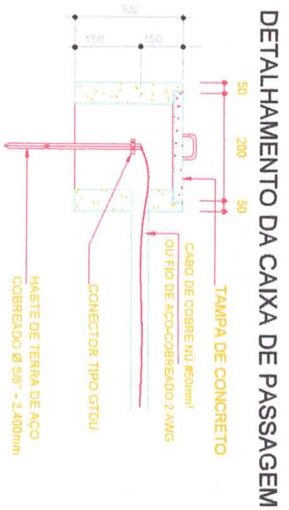 DETALHAMENTO DA CAIXA DE PASSAGEM
50
200
50
TAMPA DE CONCRETO
300
150
150
CABO DE COBRE NÚ #50mm²
OU FIO DE AÇO-COBREADO 2 AWG
CONECTOR TIPO GTDU
HASTE DE TERRA DE AÇO
COBREADO Ø 5/8" - 2.400mm